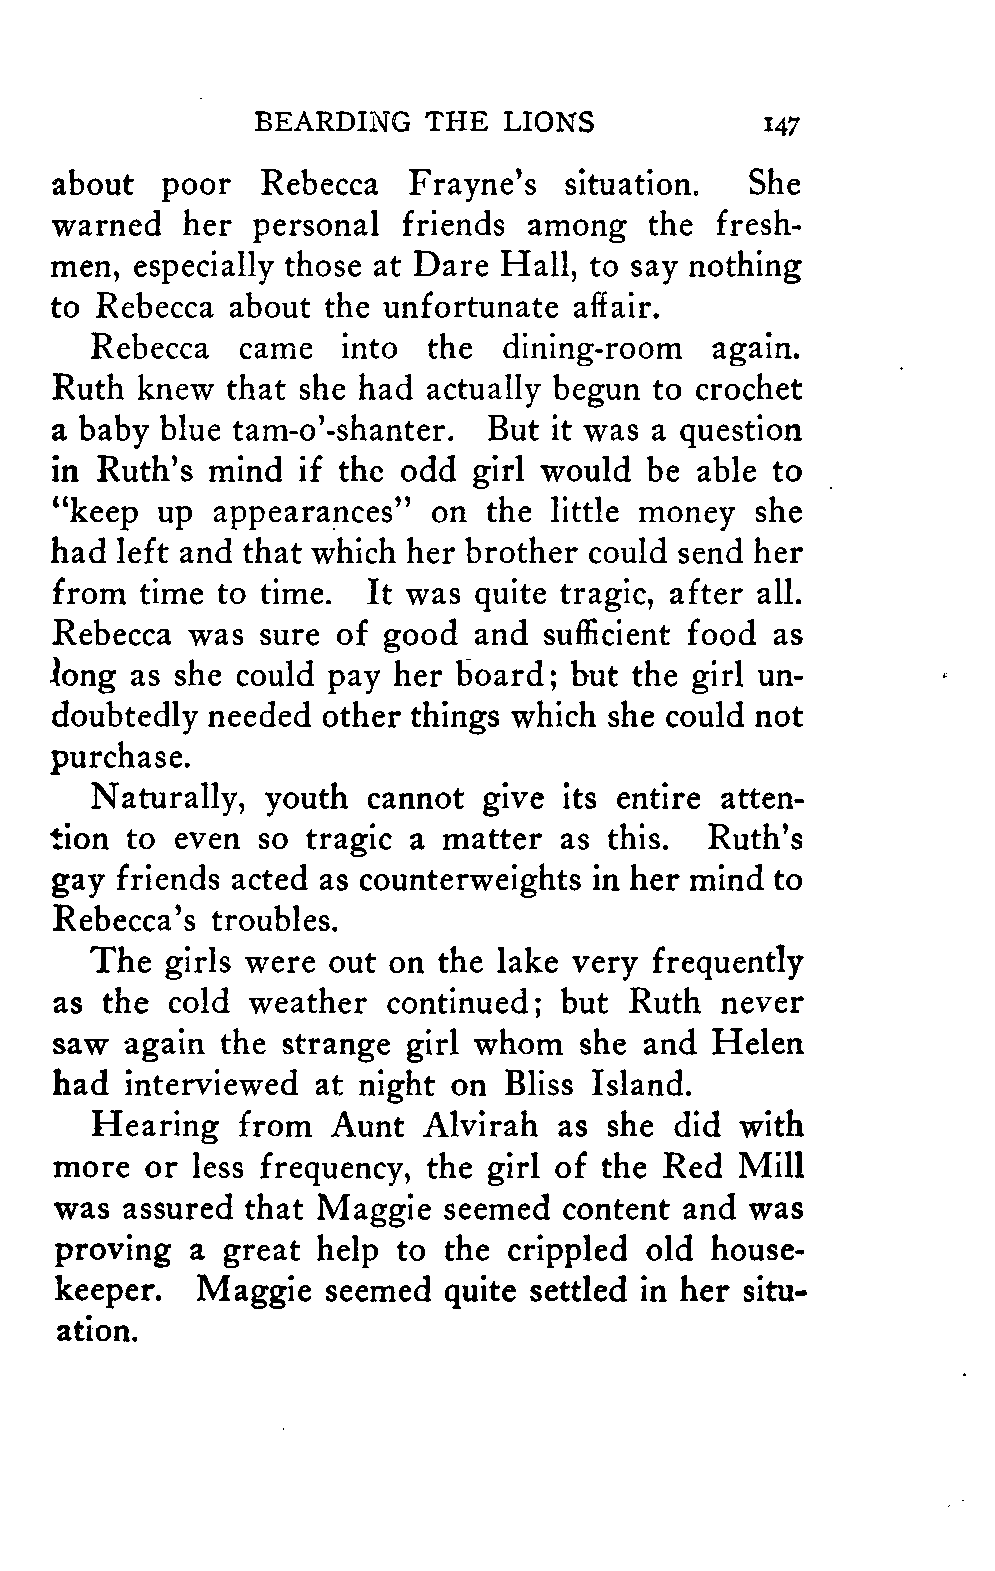 BEARDING THE LIONS 147
about poor Rebecca Frayne's situation. She
warned her personal friends among the fresh-
men, especially those at Dare Hall, to say nothing
to Rebecca about the unfortunate affair.
Rebecca came into the dining-room again.
Ruth knew that she had actually begun to crochet
a baby blue tam-o'-shanter. But it was a question
in Ruth's mind if the odd girl would be able to
"keep up appearances" on the little money she
had left and that which her brother could send her
from time to time. It was quite tragic, after all.
Rebecca was sure of good and sufficient food as
long as she could pay her board; but the girl un-
doubtedly needed other things which she could not
purchase.
Naturally, youth cannot give its entire atten-
tion to even so tragic a matter as this. Ruth's
gay friends acted as counterweights in her mind to
Rebecca's troubles.
The girls were out on the lake very frequently
as the cold weather continued; but Ruth never
saw again the strange girl whom she and Helen
had interviewed at night on Bliss Island.
Hearing from Aunt Alvirah as she did with
more or less frequency, the girl of the Red Mill
was assured that Maggie seemed content and was
proving a great help to the crippled old house-
keeper. Maggie seemed quite settled in her situ-
ation.